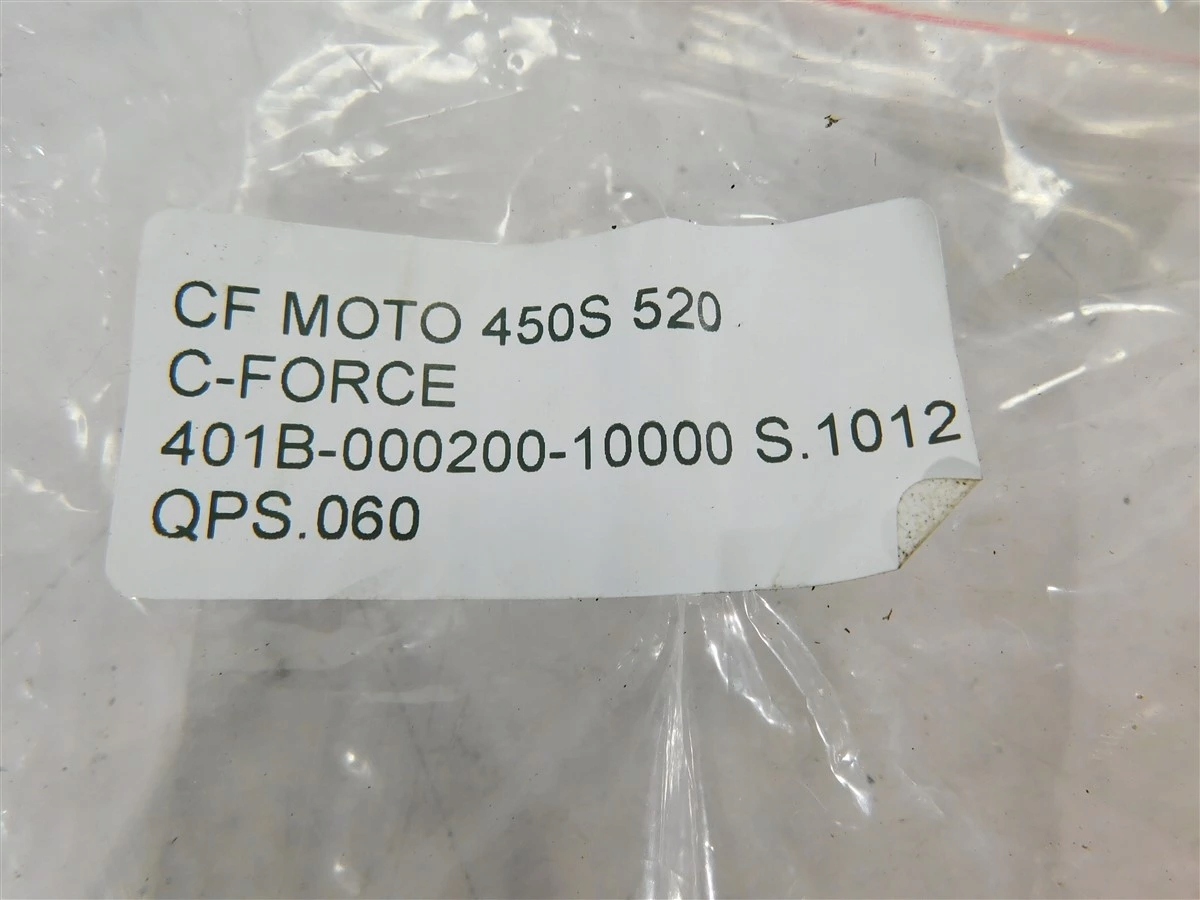 CF MOTO 450S 520
C-FORCE
401B-000200-10000 S.1012
QPS.060